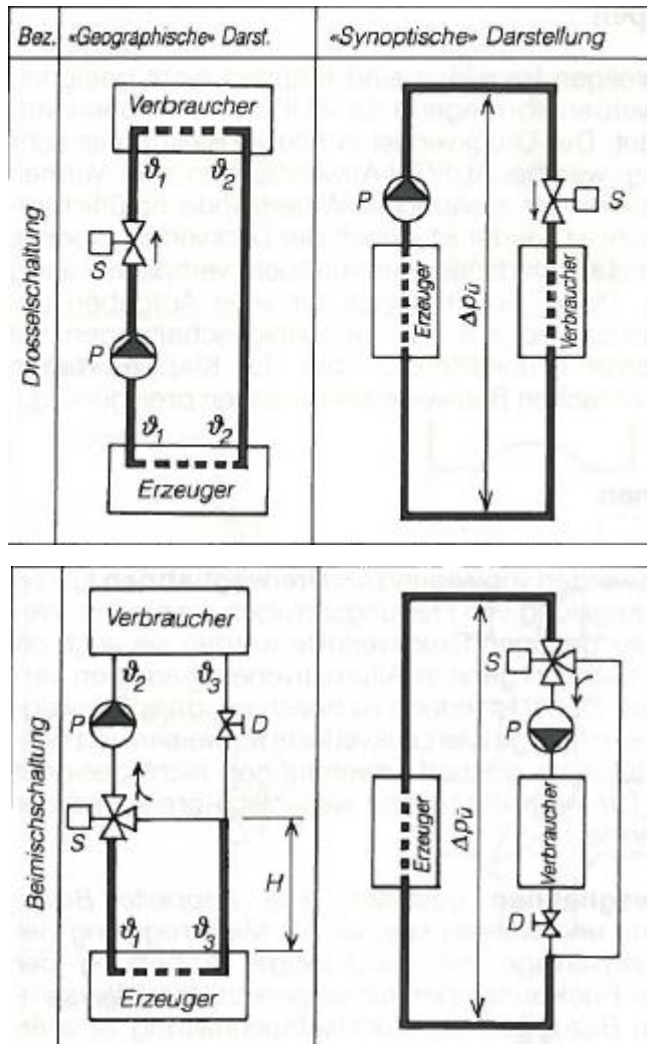 Bez. «Geographische» Darst. «Synoptische» Darstellung
Drosselschaltung
Verbraucher
ϑ1 ϑ2
S
P
ϑ1 ϑ2
Erzeuger
P
S
Erzeuger
Δpü
Verbraucher
Beimischschaltung
Verbraucher
ϑ2 ϑ3
P
D
S
H
ϑ1 ϑ3
Erzeuger
S
P
Erzeuger
Δpü
Verbraucher
D